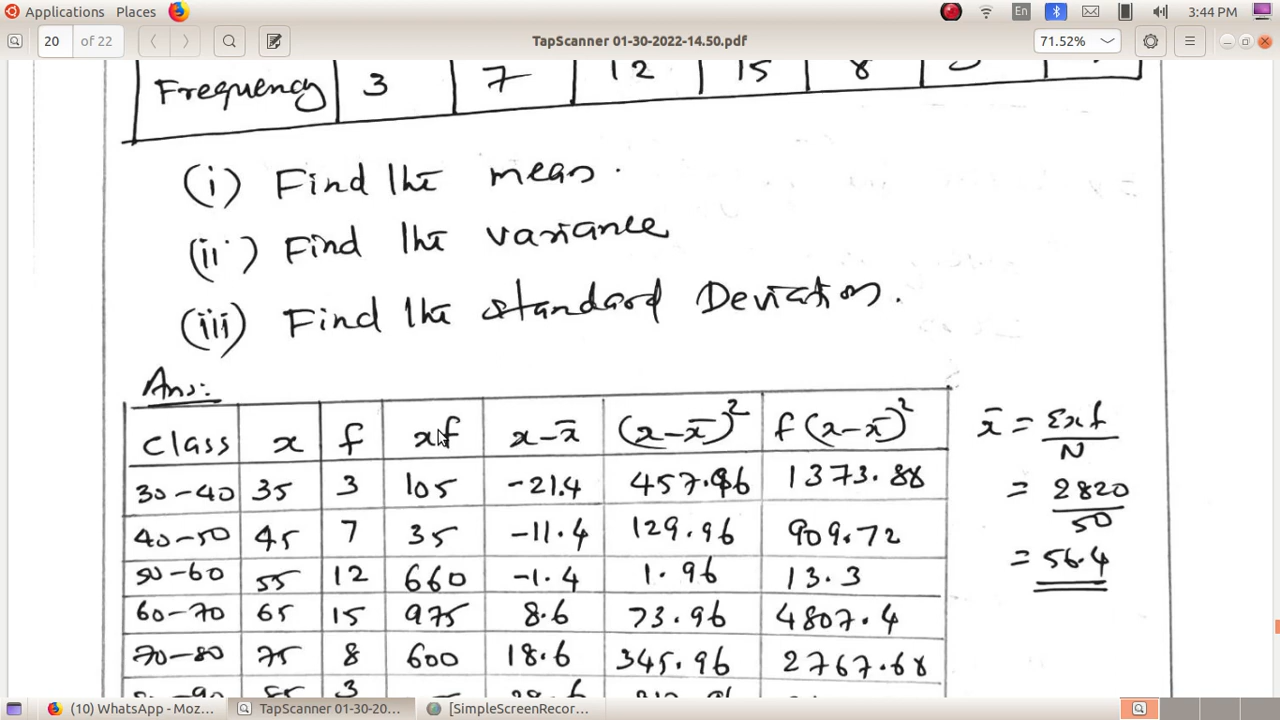 Applications Places En 3:44 PM
20 of 22 TapScanner 01-30-2022-14.50.pdf 71.52%
Frequency 3 7 12 15 8
(i) Find the mean.
(ii) Find the variance
(iii) Find the standard Deviation.
Ans:
class x f xf x-x̄ (x-x̄)² f(x-x̄)²
30-40 35 3 105 -21.4 457.96 1373.88
40-50 45 7 35 -11.4 129.96 909.72
50-60 55 12 660 -1.4 1.96 13.3
60-70 65 15 975 8.6 73.96 4807.4
70-80 75 8 600 18.6 345.96 2767.68
x̄ = Σxf/N
= 2820/50
= 56.4
(10) WhatsApp - Moz... TapScanner 01-30-20... [SimpleScreenRecor...